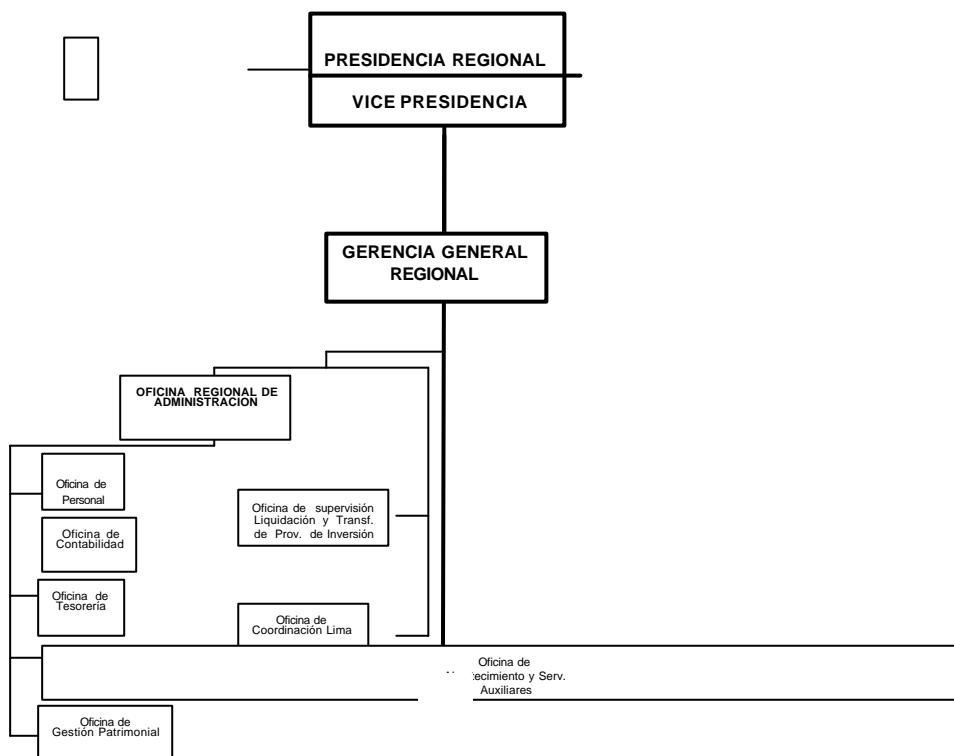 PRESIDENCIA REGIONAL
VICE PRESIDENCIA
GERENCIA GENERAL
REGIONAL
OFICINA REGIONAL DE
ADMINISTRACION
Oficina de
Personal
Oficina de
Contabilidad
Oficina de
Tesorería
Oficina de supervisión
Liquidación y Transf.
de Prov. de Inversión
Oficina de
Coordinación Lima
Oficina de
y Serv.
Auxiliares
Oficina de
Gestión Patrimonial